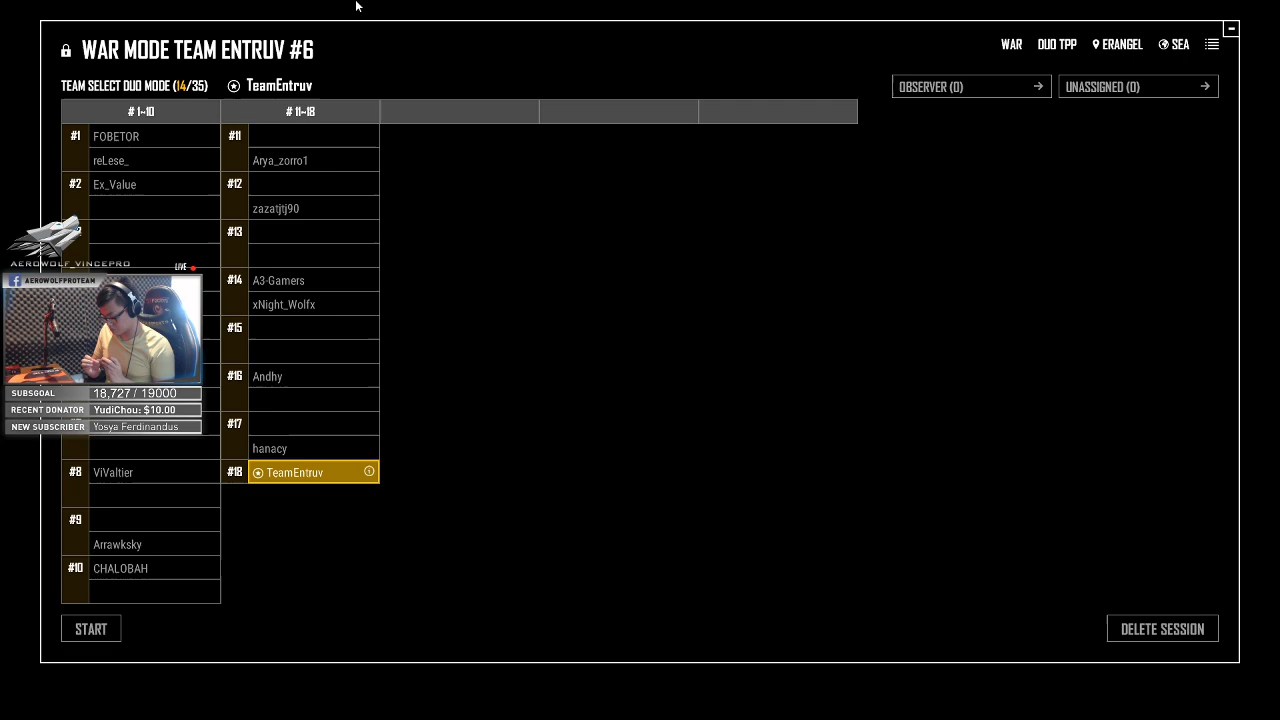 WAR MODE TEAM ENTRUV #6
WAR DUO TPP ERANGEL SEA
TEAM SELECT DUO MODE (14/35) TeamEntruv
OBSERVER (0) UNASSIGNED (0)
# 1~10 # 11~18
#1 FOBETOR #11
reLese_ Arya_zorro1
#2 Ex_Value #12
zazatjtj90
#13
AEROWOLF_VINCEPRO
LIVE
AEROWOLFPROTEAM
#14 A3-Gamers
xNight_Wolfx
#15
#16 Andhy
SUBSGOAL 18,727 / 19000
RECENT DONATOR YudiChou: $10.00
NEW SUBSCRIBER Yosya Ferdinandus
#17
hanacy
#8 ViValtier #18 TeamEntruv
#9
Arrawksky
#10 CHALOBAH
START DELETE SESSION